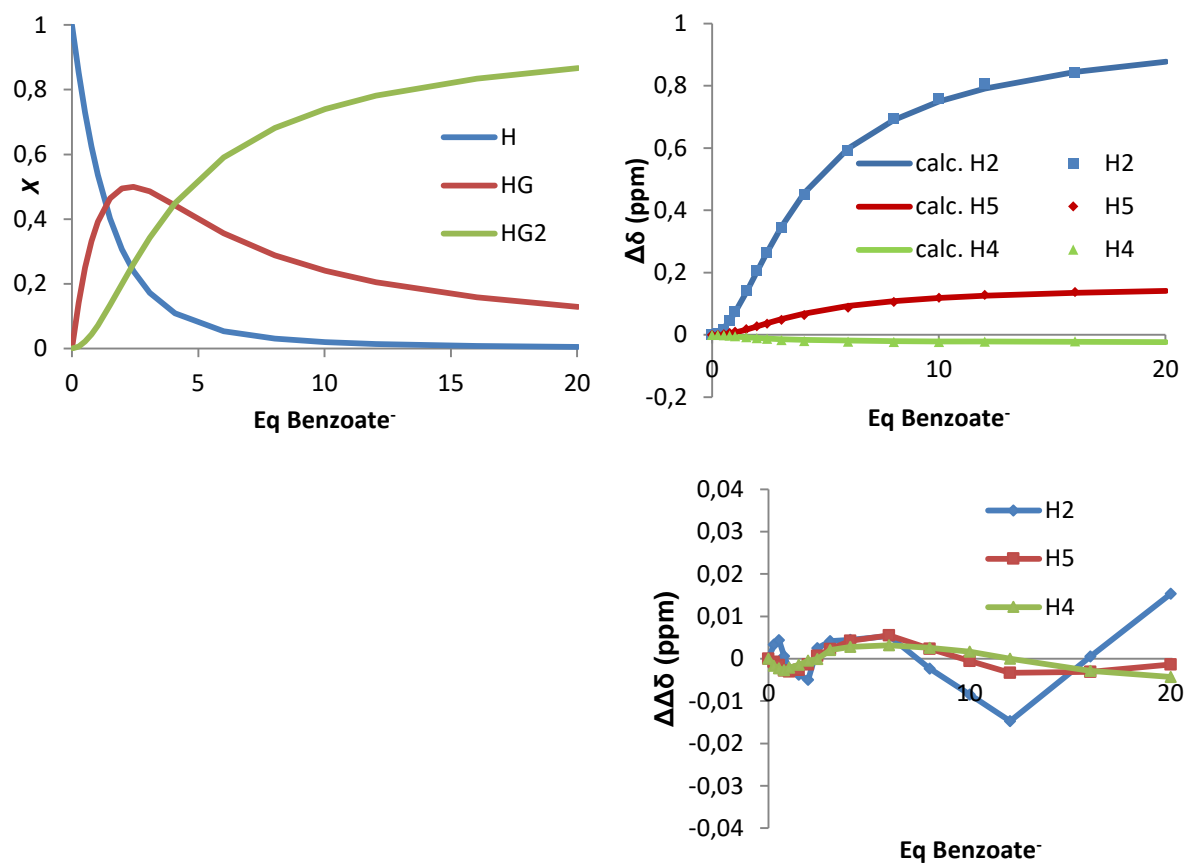 1
0,8
0,6
0,4
0,2
0
X
H
HG
HG2
0 5 10 15 20
Eq Benzoate⁻
1
0,8
0,6
0,4
0,2
0
-0,2
Δδ (ppm)
calc. H2 H2
calc. H5 H5
calc. H4 H4
0 10 20
Eq Benzoate⁻
0,04
0,03
0,02
0,01
0
-0,01
-0,02
-0,03
-0,04
ΔΔδ (ppm)
H2
H5
H4
0 10 20
Eq Benzoate⁻